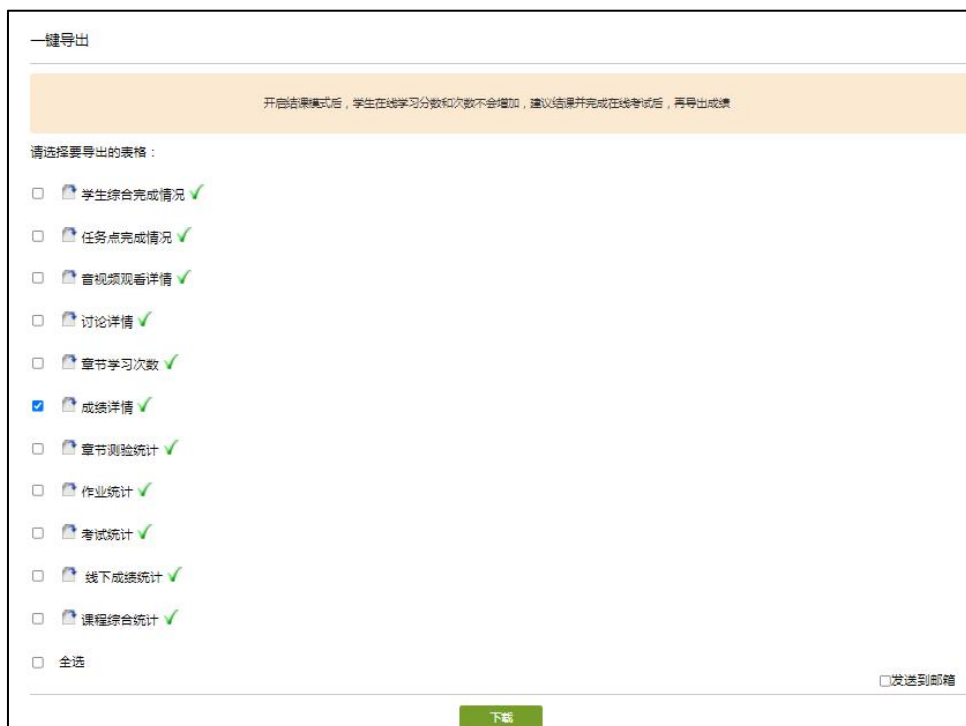 一键导出
开启结课模式后，学生在线学习分数和次数不会增加，建议结课并完成在线考试后，再导出成绩
请选择要导出的表格：
学生综合完成情况
任务点完成情况
音视频观看详情
讨论详情
章节学习次数
成绩详情
章节测验统计
作业统计
考试统计
线下成绩统计
课程综合统计
全选
发送到邮箱
下载